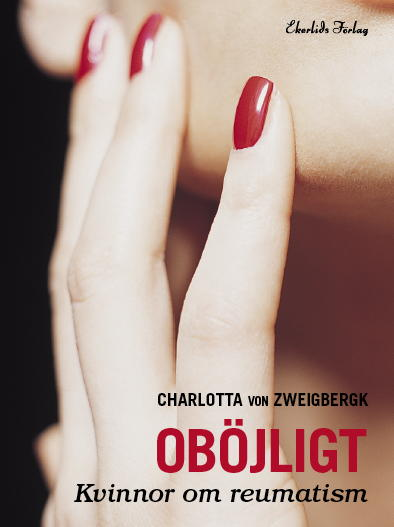 Ekerlids Förlag
CHARLOTTA VON ZWEIGBERGK
OBÖJLIGT
Kvinnor om reumatism